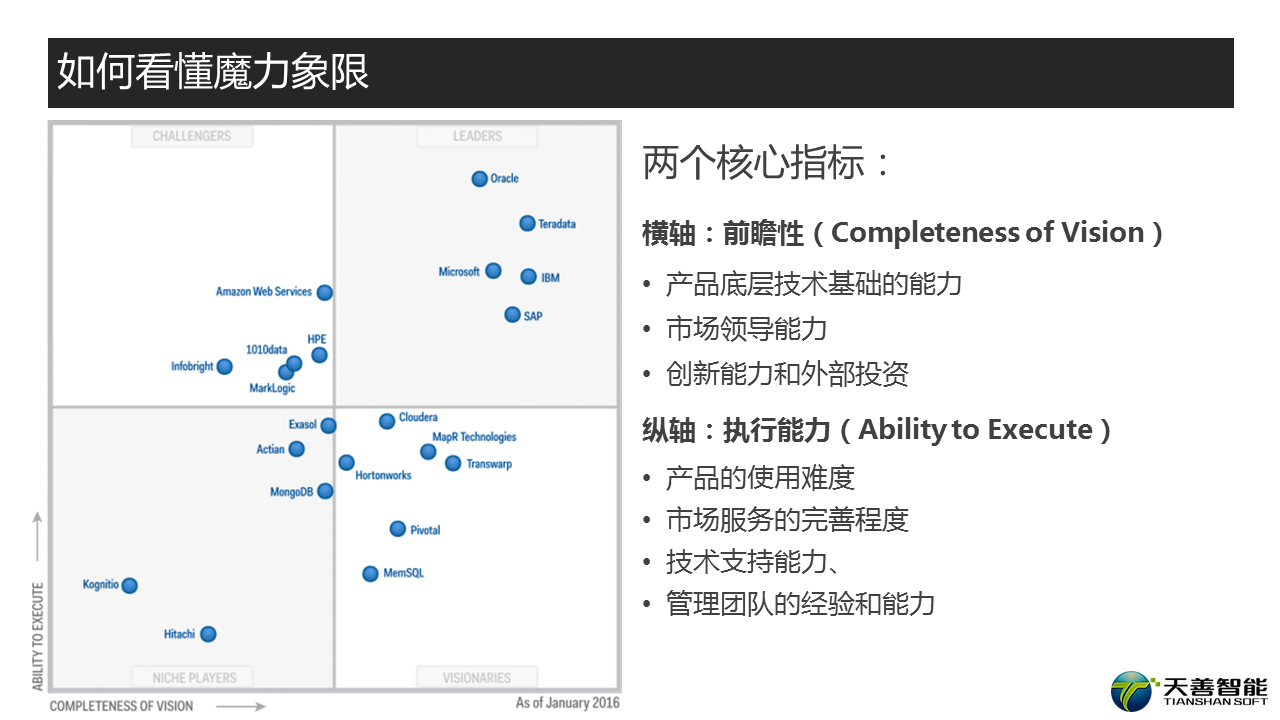 如何看懂魔力象限
CHALLENGERS
LEADERS
Oracle
Teradata
Microsoft
IBM
SAP
Amazon Web Services
HPE
1010data
Infobright
MarkLogic
Exasol
Cloudera
Actian
MapR Technologies
Transwarp
Hortonworks
MongoDB
Pivotal
MemSQL
Kognitio
Hitachi
NICHE PLAYERS
VISIONARIES
ABILITY TO EXECUTE
COMPLETENESS OF VISION
As of January 2016
两个核心指标：
横轴：前瞻性（Completeness of Vision）
• 产品底层技术基础的能力
• 市场领导能力
• 创新能力和外部投资
纵轴：执行能力（Ability to Execute）
• 产品的使用难度
• 市场服务的完善程度
• 技术支持能力、
• 管理团队的经验和能力
天善智能
TIANSHAN SOFT